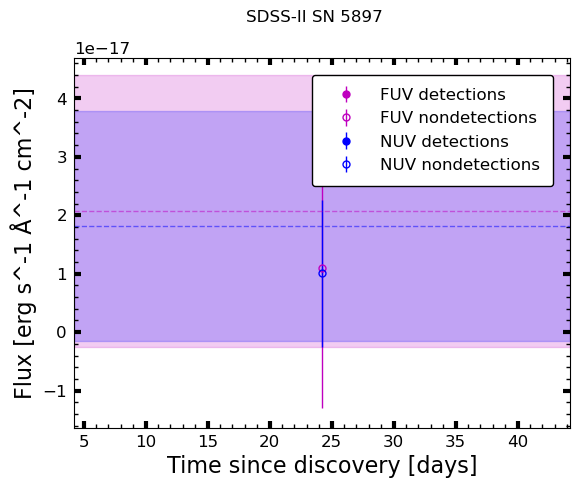 SDSS-II SN 5897
1e−17
FUV detections
FUV nondetections
NUV detections
NUV nondetections
4
3
2
1
0
−1
Flux [erg s^-1 Å^-1 cm^-2]
5 10 15 20 25 30 35 40
Time since discovery [days]